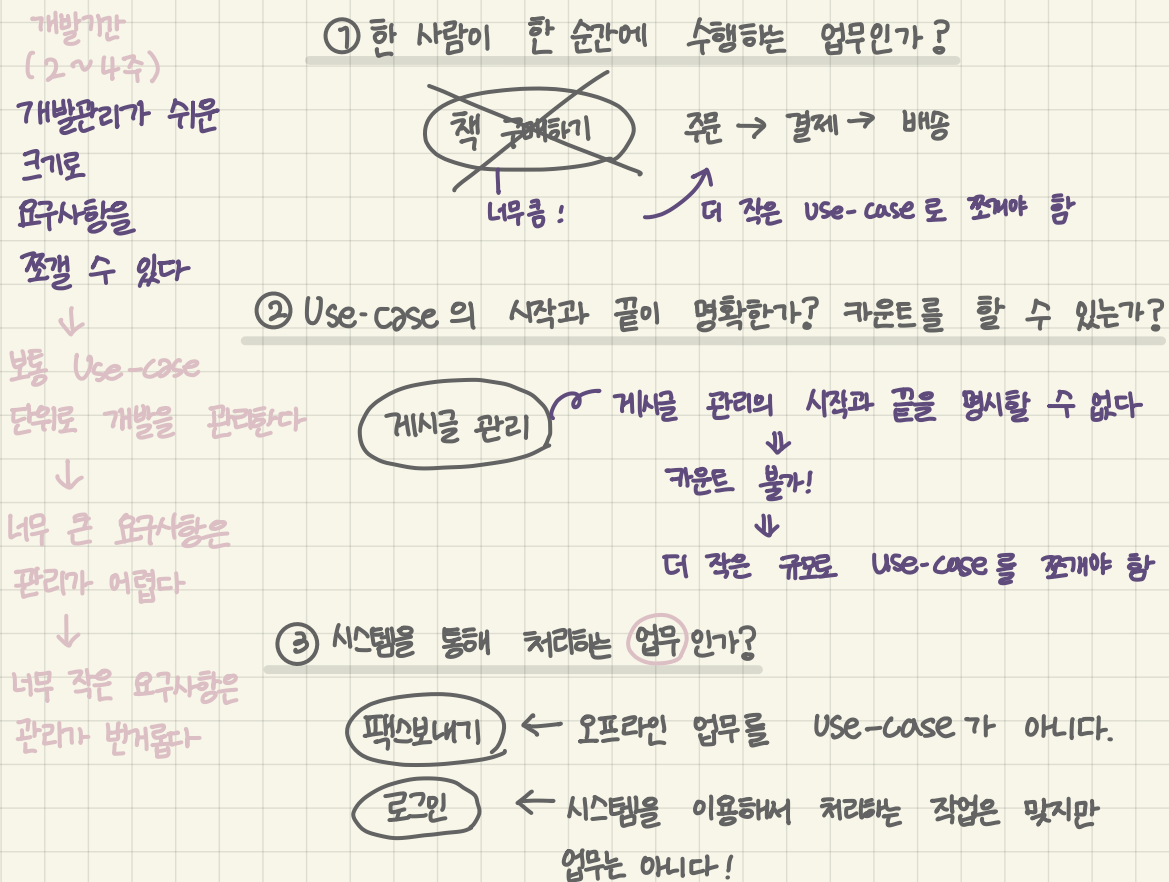 개발기간
(2~4주)
개발관리가 쉬운
크기로
요구사항을
쪼갤 수 있다
↓
보통 Use-case
단위로 개발을 관리한다
↓
너무 큰 요구사항은
관리가 어렵다
↓
너무 작은 요구사항은
관리가 번거롭다
① 한 사람이 한 순간에 수행하는 업무인가?
책 구매하기
주문 → 결제 → 배송
너무큼!
더 작은 use-case로 쪼개야 함
② Use-case의 시작과 끝이 명확한가? 카운트를 할 수 있는가?
게시글 관리
게시글 관리의 시작과 끝을 명시할 수 없다
⇓
카운트 불가!
⇓
더 작은 규모로 Use-case를 쪼개야 함
③ 시스템을 통해 처리하는 업무인가?
팩스보내기 ← 오프라인 업무를 Use-case가 아니다.
로그인 ← 시스템을 이용해서 처리하는 작업은 맞지만
업무는 아니다!